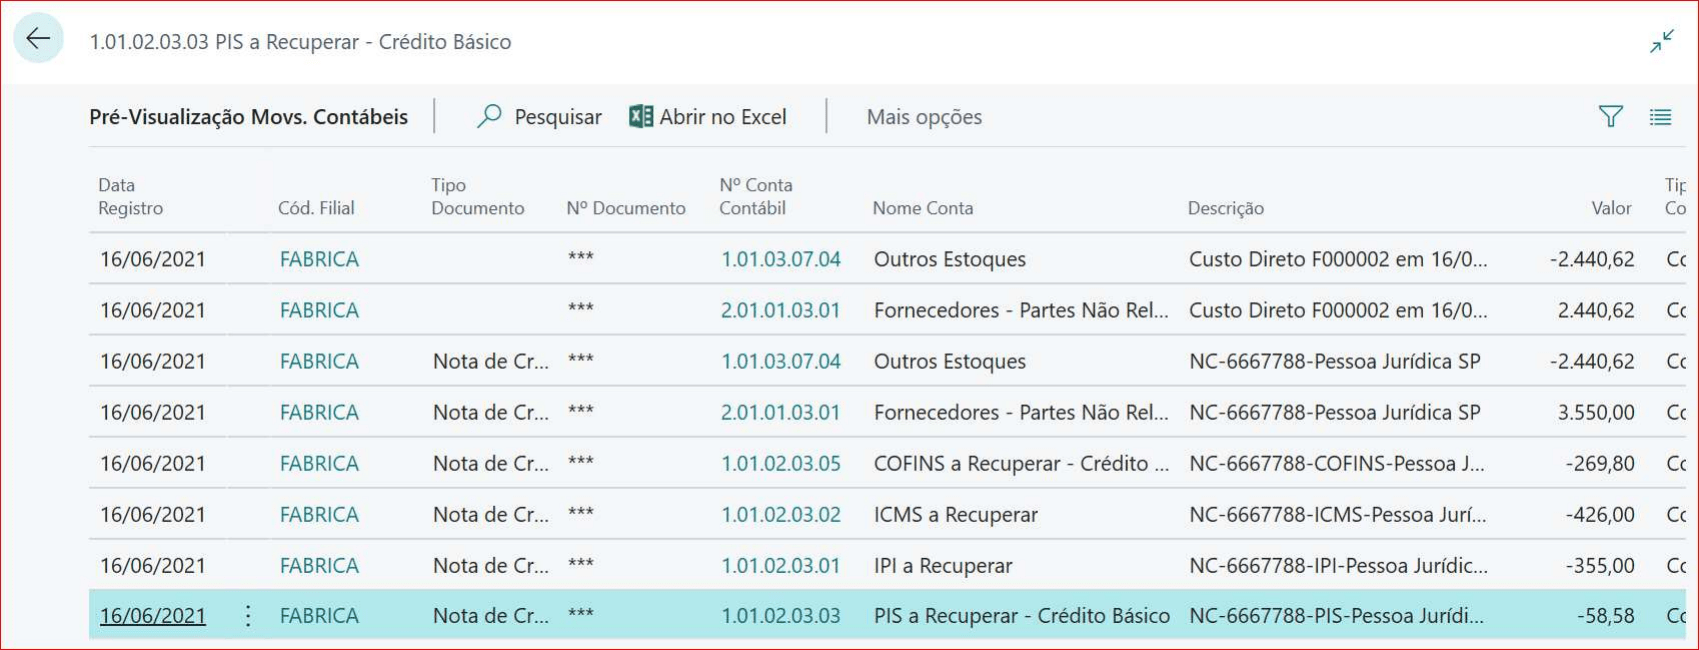 1.01.02.03.03 PIS a Recuperar - Crédito Básico
Pré-Visualização Movs. Contábeis Pesquisar Abrir no Excel Mais opções
Data Registro Cód. Filial Tipo Documento Nº Documento Nº Conta Contábil Nome Conta Descrição Valor Tip Co
16/06/2021 FABRICA *** 1.01.03.07.04 Outros Estoques Custo Direto F000002 em 16/0... -2.440,62 Co
16/06/2021 FABRICA *** 2.01.01.03.01 Fornecedores - Partes Não Rel... Custo Direto F000002 em 16/0... 2.440,62 Co
16/06/2021 FABRICA Nota de Cr... *** 1.01.03.07.04 Outros Estoques NC-6667788-Pessoa Jurídica SP -2.440,62 Co
16/06/2021 FABRICA Nota de Cr... *** 2.01.01.03.01 Fornecedores - Partes Não Rel... NC-6667788-Pessoa Jurídica SP 3.550,00 Co
16/06/2021 FABRICA Nota de Cr... *** 1.01.02.03.05 COFINS a Recuperar - Crédito ... NC-6667788-COFINS-Pessoa J... -269,80 Co
16/06/2021 FABRICA Nota de Cr... *** 1.01.02.03.02 ICMS a Recuperar NC-6667788-ICMS-Pessoa Jurí... -426,00 Co
16/06/2021 FABRICA Nota de Cr... *** 1.01.02.03.01 IPI a Recuperar NC-6667788-IPI-Pessoa Jurídic... -355,00 Co
16/06/2021 FABRICA Nota de Cr... *** 1.01.02.03.03 PIS a Recuperar - Crédito Básico NC-6667788-PIS-Pessoa Jurídi... -58,58 Co